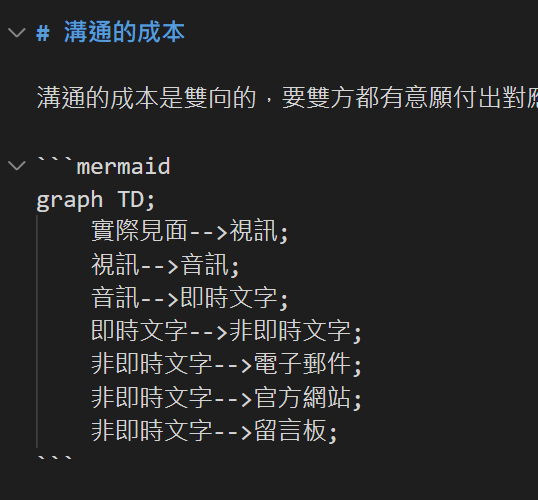 # 溝通的成本
溝通的成本是雙向的，要雙方都有意願付出對應
```mermaid
graph TD;
實際見面-->視訊;
視訊-->音訊;
音訊-->即時文字;
即時文字-->非即時文字;
非即時文字-->電子郵件;
非即時文字-->官方網站;
非即時文字-->留言板;
```